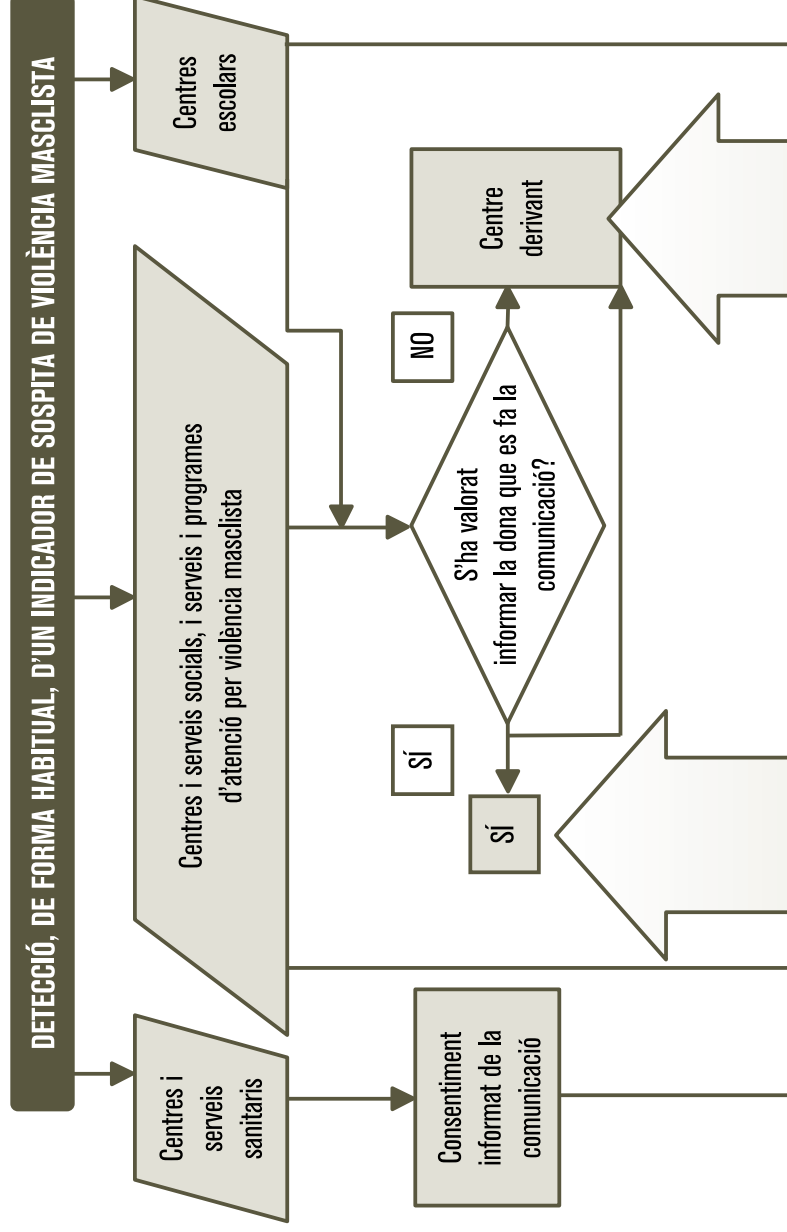 DETECCIÓ, DE FORMA HABITUAL, D'UN INDICADOR DE SOSPITA DE VIOLÈNCIA MASCLISTA
Centres i
serveis
sanitaris
Centres i serveis socials, i serveis i programes
d'atenció per violència masclista
Centres
escolars
Consentiment
informat de la
comunicació
SÍ
SÍ
S'ha valorat
informar la dona que es fa la
comunicació?
NO
Centre
derivant